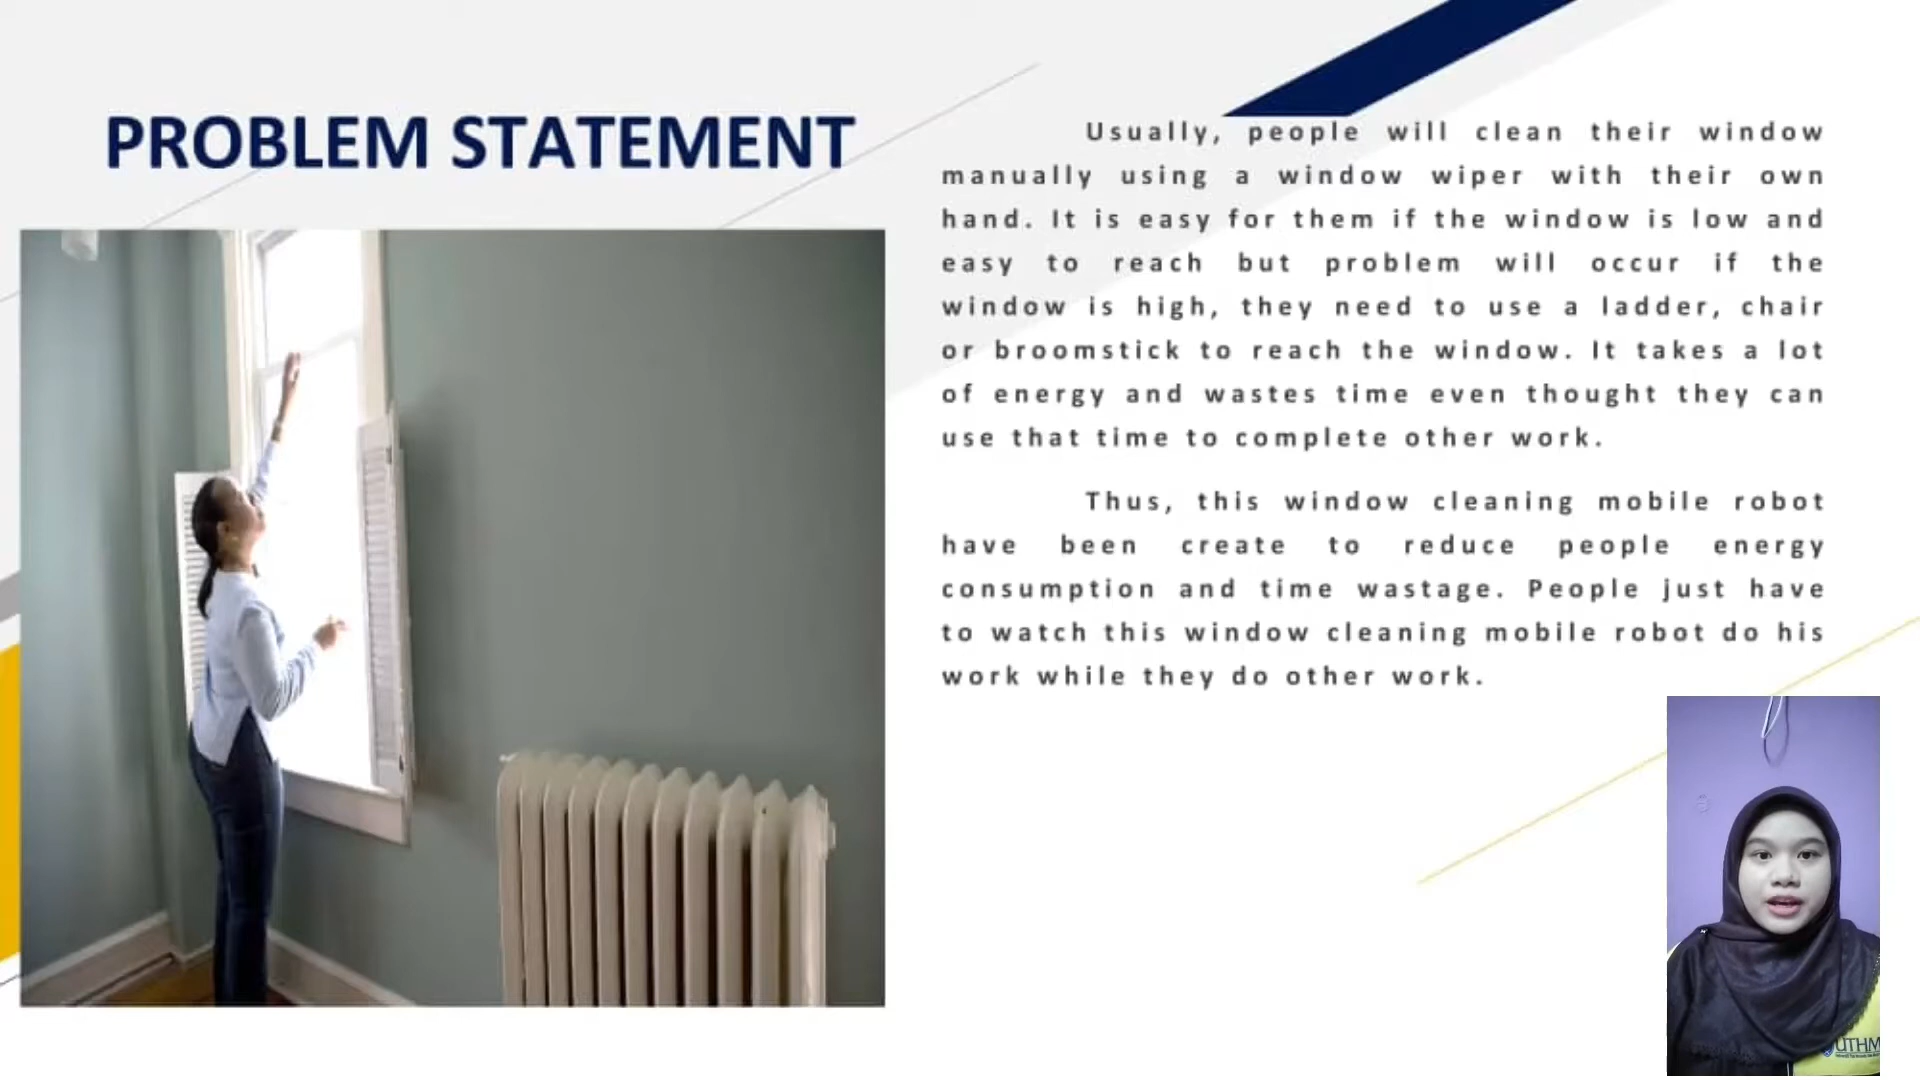 PROBLEM STATEMENT
Usually, people will clean their window
manually using a window wiper with their own
hand. It is easy for them if the window is low and
easy to reach but problem will occur if the
window is high, they need to use a ladder, chair
or broomstick to reach the window. It takes a lot
of energy and wastes time even thought they can
use that time to complete other work.
Thus, this window cleaning mobile robot
have been create to reduce people energy
consumption and time wastage. People just have
to watch this window cleaning mobile robot do his
work while they do other work.
UTHM